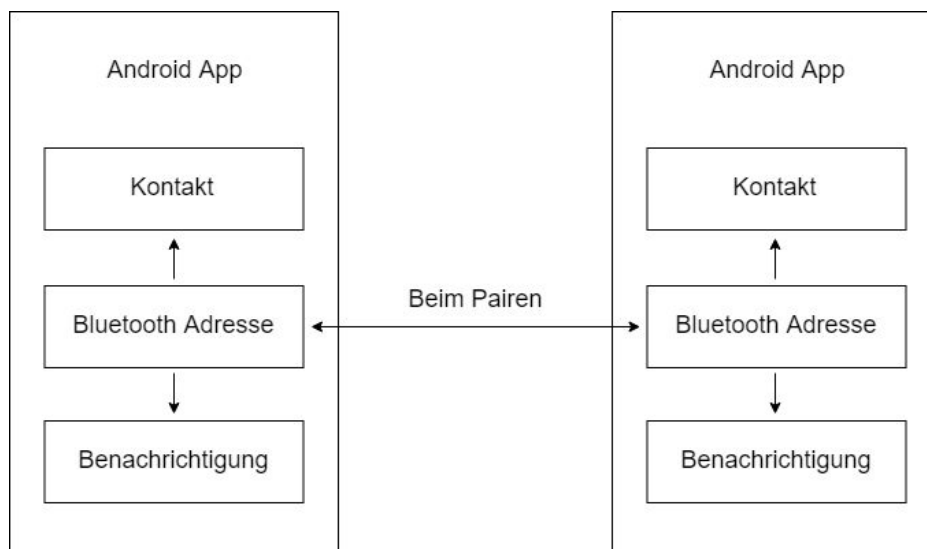 Android App
Kontakt
Bluetooth Adresse
Benachrichtigung
Beim Pairen
Android App
Kontakt
Bluetooth Adresse
Benachrichtigung